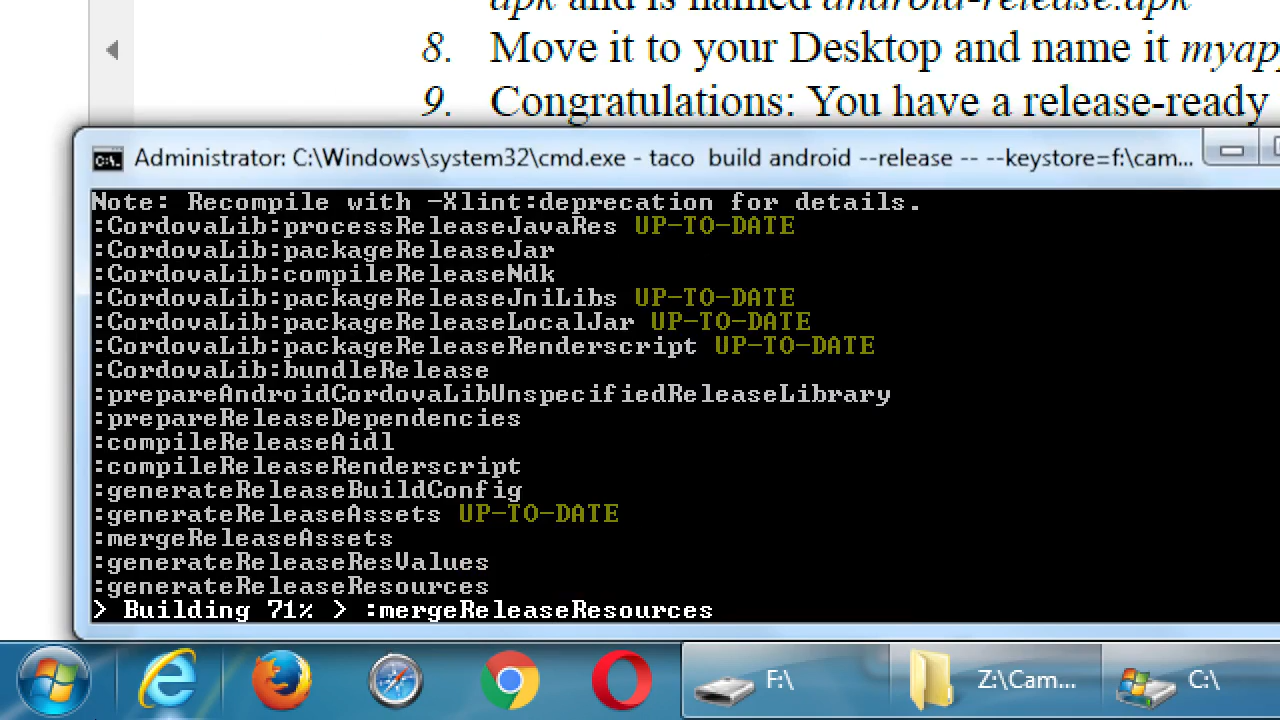 apk and is named android-release.apk
8. Move it to your Desktop and name it myapp
9. Congratulations: You have a release-ready
Administrator: C:\Windows\system32\cmd.exe - taco  build android --release -- --keystore=f:\cam...
Note: Recompile with -Xlint:deprecation for details.
:CordovaLib:processReleaseJavaRes UP-TO-DATE
:CordovaLib:packageReleaseJar
:CordovaLib:compileReleaseNdk
:CordovaLib:packageReleaseJniLibs UP-TO-DATE
:CordovaLib:packageReleaseLocalJar UP-TO-DATE
:CordovaLib:packageReleaseRenderscript UP-TO-DATE
:CordovaLib:bundleRelease
:prepareAndroidCordovaLibUnspecifiedReleaseLibrary
:prepareReleaseDependencies
:compileReleaseAidl
:compileReleaseRenderscript
:generateReleaseBuildConfig
:generateReleaseAssets UP-TO-DATE
:mergeReleaseAssets
:generateReleaseResValues
:generateReleaseResources
> Building 71% > :mergeReleaseResources
F:\ Z:\Cam... C:\